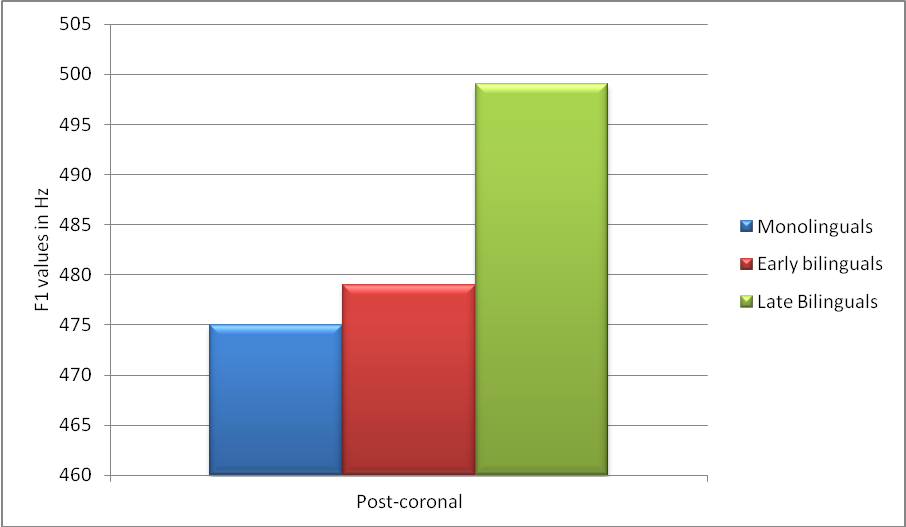 505
500
495
490
485
480
475
470
465
460
F1 values in Hz
Post-coronal
Monolinguals
Early bilinguals
Late Bilinguals